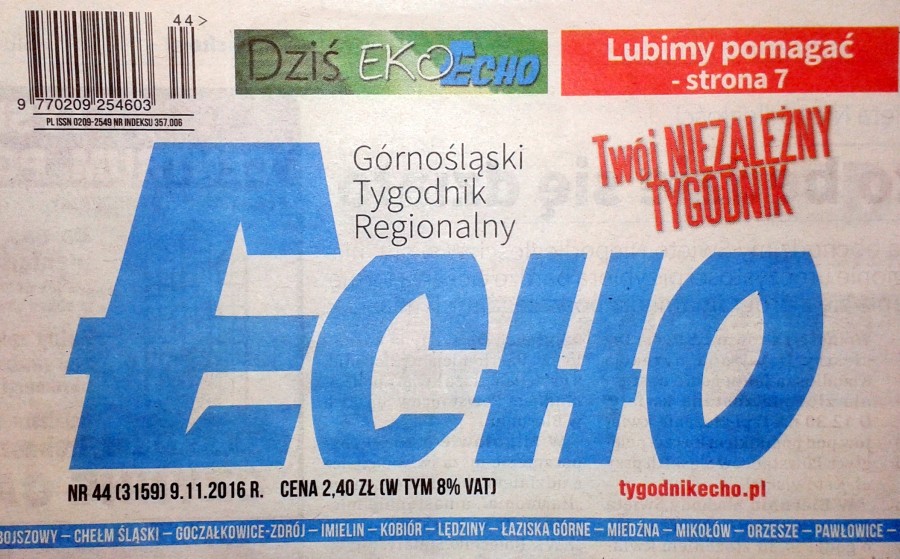 44>
9 770209 254603
PL ISSN 0209-2549 NR INDEKSU 357.006
Dziś EKO ECHO
Lubimy pomagać
- strona 7
Górnośląski
Tygodnik
Regionalny
Twój NIEZALEŻNY
TYGODNIK
ECHO
NR 44 (3159) 9.11.2016 R. CENA 2,40 ZŁ (W TYM 8% VAT)
tygodnikecho.pl
BOJSZOWY – CHEŁM ŚLĄSKI – GOCZAŁKOWICE-ZDRÓJ – IMIELIN – KOBIÓR – LĘDZINY – ŁAZISKA GÓRNE – MIEDŹNA – MIKOŁÓW – ORZESZE – PAWŁOWICE –